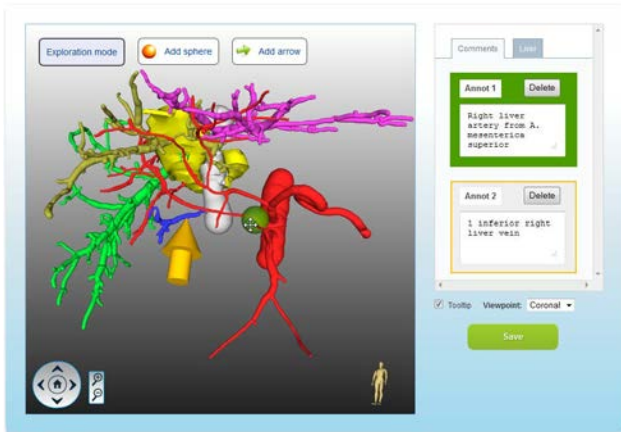 Exploration mode
Add sphere
Add arrow
Comments
Annot 1
Delete
Right liver
artery from A.
mesenterica
superior
Annot 2
Delete
1 inferior right
liver vein
Tooltip
Viewpoint:
Coronal
Save